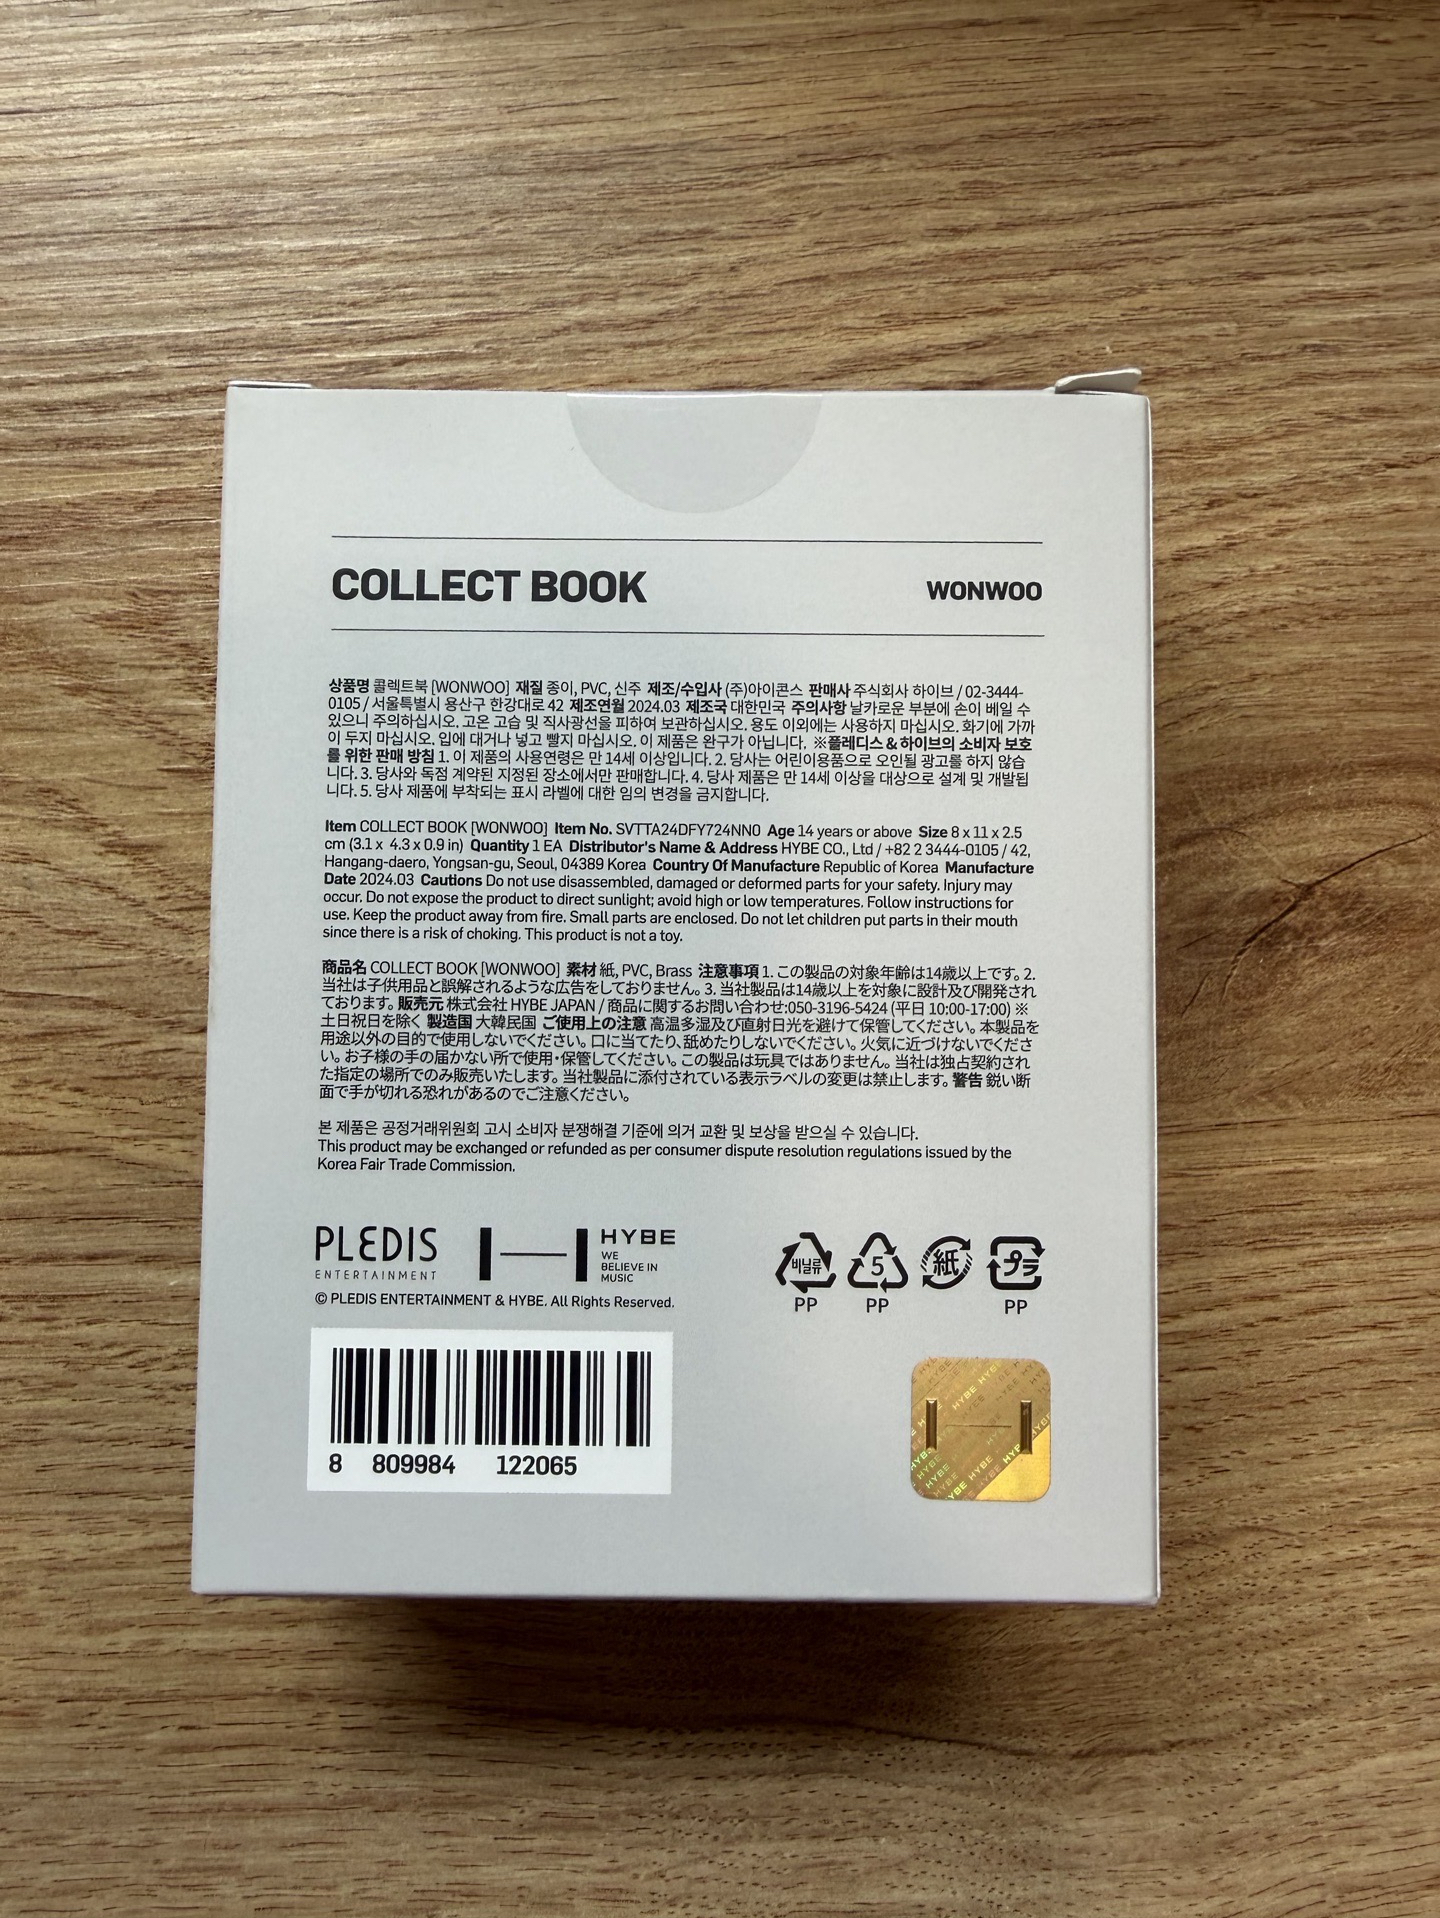 COLLECT BOOK WONWOO
상품명 콜렉트북 [WONWOO] 재질 종이, PVC, 신주 제조/수입사 (주)아이콘스 판매사 주식회사 하이브 / 02-3444-
0105 / 서울특별시 용산구 한강대로 42 제조연월 2024.03 제조국 대한민국 주의사항 날카로운 부분에 손이 베일 수
있으니 주의하십시오. 고온 고습 및 직사광선을 피하여 보관하십시오. 용도 이외에는 사용하지 마십시오. 화기에 가까
이 두지 마십시오. 입에 대거나 넣고 빨지 마십시오. 이 제품은 완구가 아닙니다. ※플레디스 & 하이브의 소비자 보호
를 위한 판매 방침 1. 이 제품의 사용연령은 만 14세 이상입니다. 2. 당사는 어린이용품으로 오인될 광고를 하지 않습
니다. 3. 당사와 독점 계약된 지정된 장소에서만 판매합니다. 4. 당사 제품은 만 14세 이상을 대상으로 설계 및 개발됩
니다. 5. 당사 제품에 부착되는 표시 라벨에 대한 임의 변경을 금지합니다.
Item COLLECT BOOK [WONWOO] Item No. SVTTA24DFY724NN0 Age 14 years or above Size 8 x 11 x 2.5
cm (3.1 x 4.3 x 0.9 in) Quantity 1 EA Distributor's Name & Address HYBE CO., Ltd / +82 2 3444-0105 / 42,
Hangang-daero, Yongsan-gu, Seoul, 04389 Korea Country Of Manufacture Republic of Korea Manufacture
Date 2024.03 Cautions Do not use disassembled, damaged or deformed parts for your safety. Injury may
occur. Do not expose the product to direct sunlight; avoid high or low temperatures. Follow instructions for
use. Keep the product away from fire. Small parts are enclosed. Do not let children put parts in their mouth
since there is a risk of choking. This product is not a toy.
商品名 COLLECT BOOK [WONWOO] 素材 紙, PVC, Brass 注意事項 1. この製品の対象年齢は14歳以上です。2.
当社は子供用品と誤解されるような広告をしておりません。3. 当社製品は14歳以上を対象に設計及び開発され
ております。販売元 株式会社 HYBE JAPAN / 商品に関するお問い合わせ:050-3196-5424 (平日 10:00-17:00) ※
土日祝日を除く 製造国 大韓民国 ご使用上の注意 高温多湿及び直射日光を避けて保管してください。本製品を
用途以外の目的で使用しないでください。口に当てたり、舐めたりしないでください。火気に近づけないでくださ
い。お子様の手の届かない所で使用・保管してください。この製品は玩具ではありません。当社は独占契約され
た指定の場所でのみ販売いたします。当社製品に添付されている表示ラベルの変更は禁止します。警告 鋭い断
面で手が切れる恐れがあるのでご注意ください。
본 제품은 공정거래위원회 고시 소비자 분쟁해결 기준에 의거 교환 및 보상을 받으실 수 있습니다.
This product may be exchanged or refunded as per consumer dispute resolution regulations issued by the
Korea Fair Trade Commission.
PLEDIS
ENTERTAINMENT
HYBE
WE
BELIEVE IN
MUSIC
© PLEDIS ENTERTAINMENT & HYBE. All Rights Reserved.
비닐류 5 紙 プラ
PP PP PP
8 809984 122065
HYBE HYBE HYBE